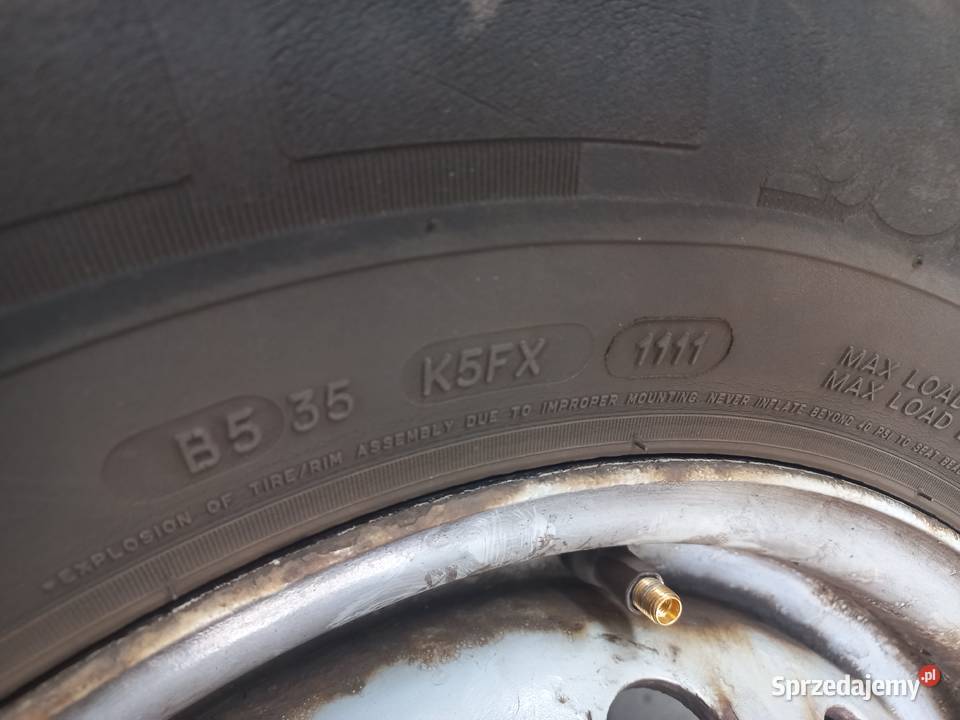 B5 35 K5FX 1111
MAX LOAD
MAX LOAD
*EXPLOSION OF TIRE/RIM ASSEMBLY DUE TO IMPROPER MOUNTING NEVER INFLATE BEYOND 40 PSI TO SEAT BEA
Sprzedajemy.pl